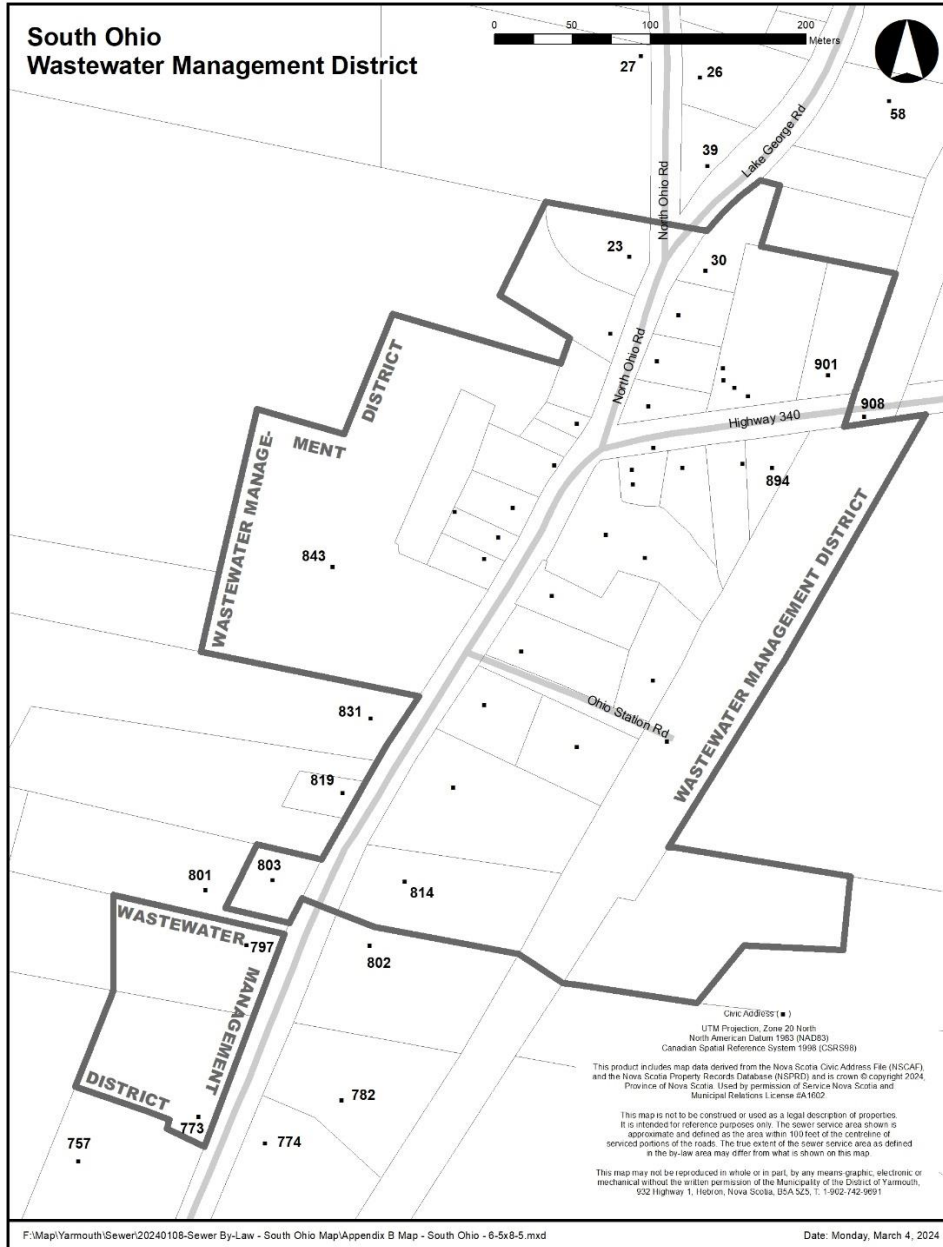 South Ohio
Wastewater Management District
0 50 100 200
Meters
27
26
58
39
Lake George Rd
North Ohio Rd
23
30
North Ohio Rd
901
908
Highway 340
DISTRICT
MENT
WASTEWATER MANAGE-
894
843
WASTEWATER MANAGEMENT DISTRICT
831
Ohio Station Rd
819
803
801
814
WASTEWATER
797
802
MANAGEMENT
DISTRICT
773
782
774
757
Civic Address ( ■ )
UTM Projection, Zone 20 North
North American Datum 1983 (NAD83)
Canadian Spatial Reference System 1998 (CSRS98)
This product includes map data derived from the Nova Scotia Civic Address File (NSCAF),
and the Nova Scotia Property Records Database (NSPRD) and is crown © copyright 2024,
Province of Nova Scotia. Used by permission of Service Nova Scotia and
Municipal Relations License #A1602.
This map is not to be construed or used as a legal description of properties.
It is intended for reference purposes only. The sewer service area shown is
approximate and defined as the area within 100 feet of the centreline of
serviced portions of the roads. The true extent of the sewer service area as defined
in the by-law area may differ from what is shown on this map.
This map may not be reproduced in whole or in part, by any means-graphic, electronic or
mechanical without the written permission of the Municipality of the District of Yarmouth,
932 Highway 1, Hebron, Nova Scotia, B5A 5Z5, T: 1-902-742-9691
F:\Map\Yarmouth\Sewer\20240108-Sewer By-Law - South Ohio Map\Appendix B Map - South Ohio - 6-5x8-5.mxd
Date: Monday, March 4, 2024